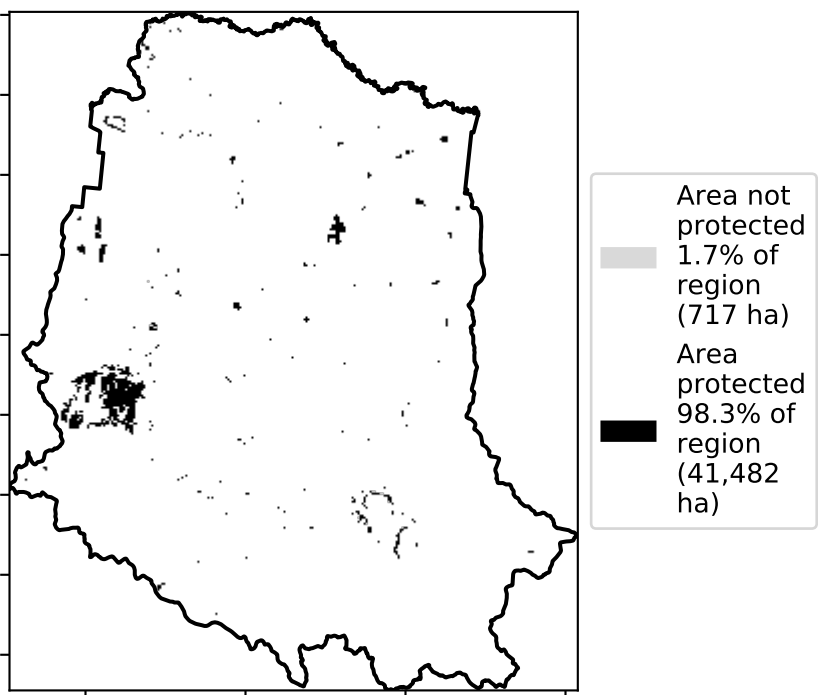 Area not
protected
1.7% of
region
(717 ha)
Area
protected
98.3% of
region
(41,482
ha)